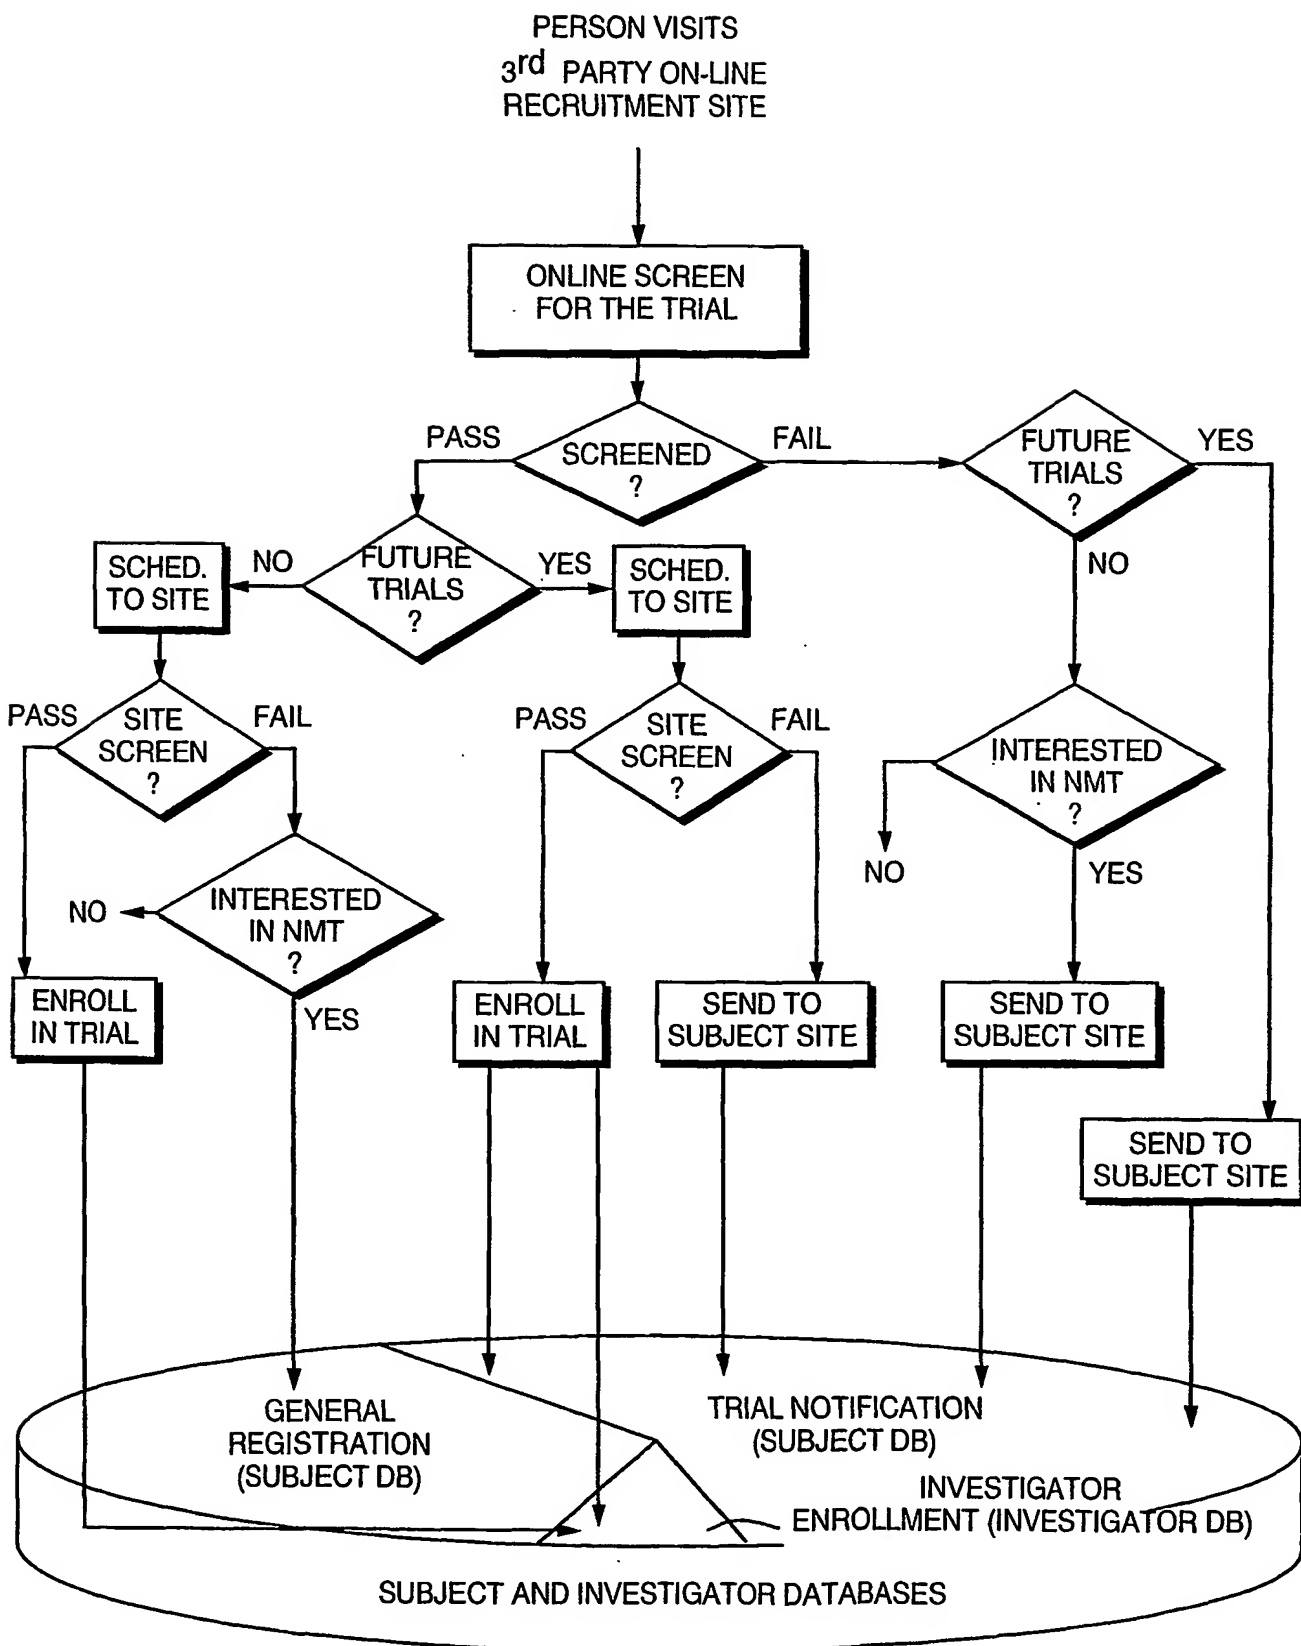 PERSON VISITS
3rd PARTY ON-LINE
RECRUITMENT SITE
ONLINE SCREEN
FOR THE TRIAL
PASS
SCREENED
?
FAIL
FUTURE
TRIALS
?
YES
NO
SCHED.
TO SITE
NO
FUTURE
TRIALS
?
YES
SCHED.
TO SITE
PASS
SITE
SCREEN
?
FAIL
PASS
SITE
SCREEN
?
FAIL
INTERESTED
IN NMT
?
NO
YES
NO
INTERESTED
IN NMT
?
YES
ENROLL
IN TRIAL
ENROLL
IN TRIAL
SEND TO
SUBJECT SITE
SEND TO
SUBJECT SITE
SEND TO
SUBJECT SITE
GENERAL
REGISTRATION
(SUBJECT DB)
TRIAL NOTIFICATION
(SUBJECT DB)
INVESTIGATOR
ENROLLMENT (INVESTIGATOR DB)
SUBJECT AND INVESTIGATOR DATABASES